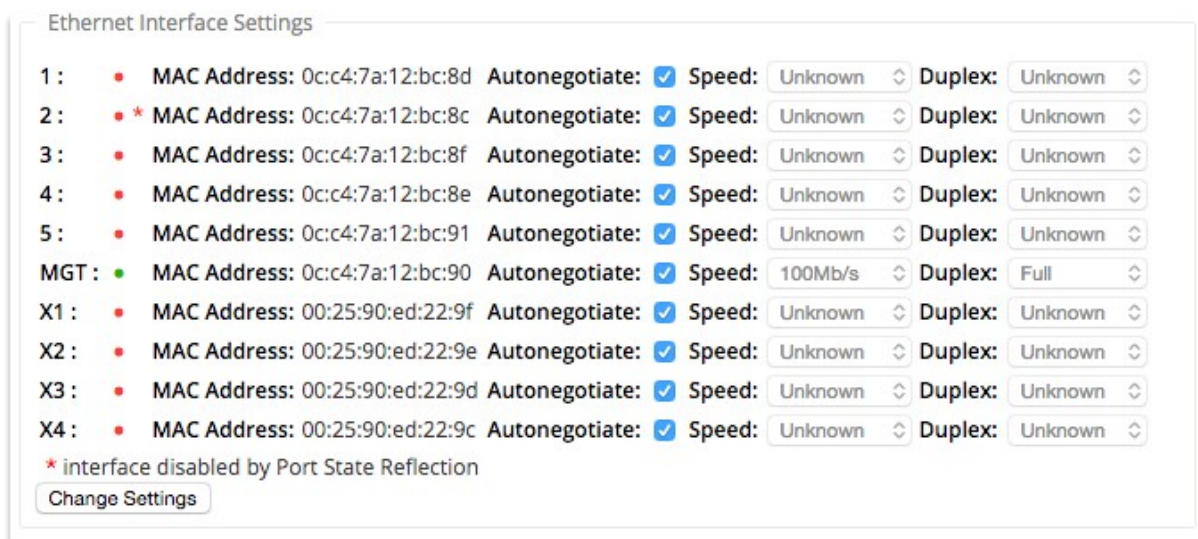 Ethernet Interface Settings
1 : MAC Address: 0c:c4:7a:12:bc:8d Autonegotiate: Speed: Unknown Duplex: Unknown
2 : * MAC Address: 0c:c4:7a:12:bc:8c Autonegotiate: Speed: Unknown Duplex: Unknown
3 : MAC Address: 0c:c4:7a:12:bc:8f Autonegotiate: Speed: Unknown Duplex: Unknown
4 : MAC Address: 0c:c4:7a:12:bc:8e Autonegotiate: Speed: Unknown Duplex: Unknown
5 : MAC Address: 0c:c4:7a:12:bc:91 Autonegotiate: Speed: Unknown Duplex: Unknown
MGT : MAC Address: 0c:c4:7a:12:bc:90 Autonegotiate: Speed: 100Mb/s Duplex: Full
X1 : MAC Address: 00:25:90:ed:22:9f Autonegotiate: Speed: Unknown Duplex: Unknown
X2 : MAC Address: 00:25:90:ed:22:9e Autonegotiate: Speed: Unknown Duplex: Unknown
X3 : MAC Address: 00:25:90:ed:22:9d Autonegotiate: Speed: Unknown Duplex: Unknown
X4 : MAC Address: 00:25:90:ed:22:9c Autonegotiate: Speed: Unknown Duplex: Unknown
* interface disabled by Port State Reflection
Change Settings